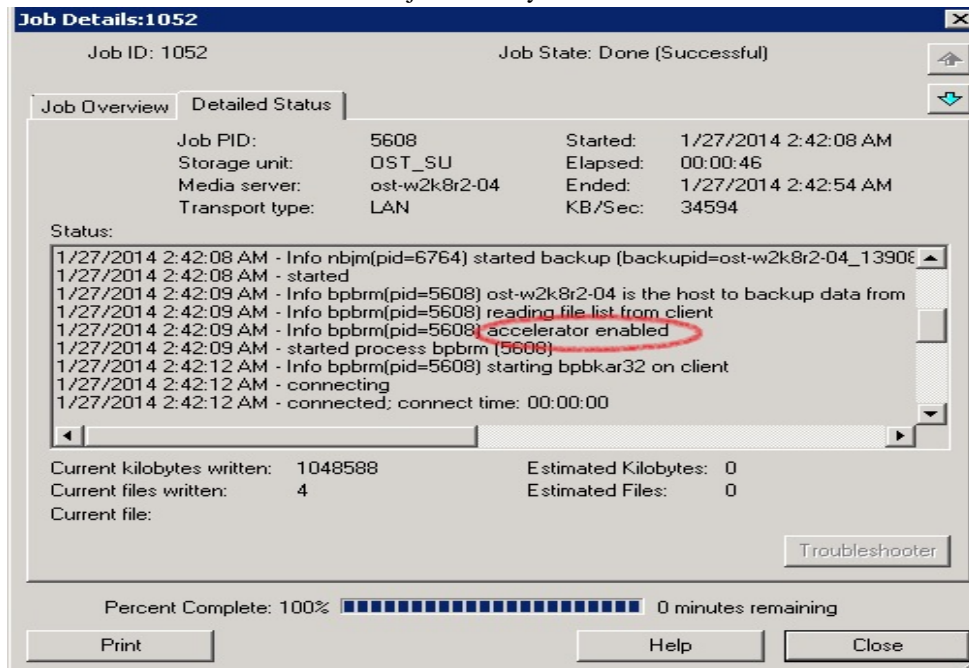 Job Details:1052
Job ID: 1052 Job State: Done (Successful)
Job Overview Detailed Status
Job PID: 5608 Started: 1/27/2014 2:42:08 AM
Storage unit: OST_SU Elapsed: 00:00:46
Media server: ost-w2k8r2-04 Ended: 1/27/2014 2:42:54 AM
Transport type: LAN KB/Sec: 34594
Status:
1/27/2014 2:42:08 AM - Info nbjm(pid=6764) started backup (backupid=ost-w2k8r2-04_1390
1/27/2014 2:42:08 AM - started
1/27/2014 2:42:09 AM - Info bpbrm(pid=5608) ost-w2k8r2-04 is the host to backup data from
1/27/2014 2:42:09 AM - Info bpbrm(pid=5608) reading file list from client
1/27/2014 2:42:09 AM - Info bpbrm(pid=5608) accelerator enabled
1/27/2014 2:42:09 AM - started process bpbrm (5608)
1/27/2014 2:42:12 AM - Info bpbrm(pid=5608) starting bpbkar32 on client
1/27/2014 2:42:12 AM - connecting
1/27/2014 2:42:12 AM - connected; connect time: 00:00:00
Current kilobytes written: 1048588 Estimated Kilobytes: 0
Current files written: 4 Estimated Files: 0
Current file:
Troubleshooter
Percent Complete: 100% 0 minutes remaining
Print Help Close